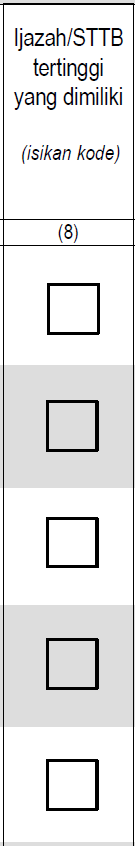 Ijazah/STTB
tertinggi
yang dimiliki
(isikan kode)
(8)